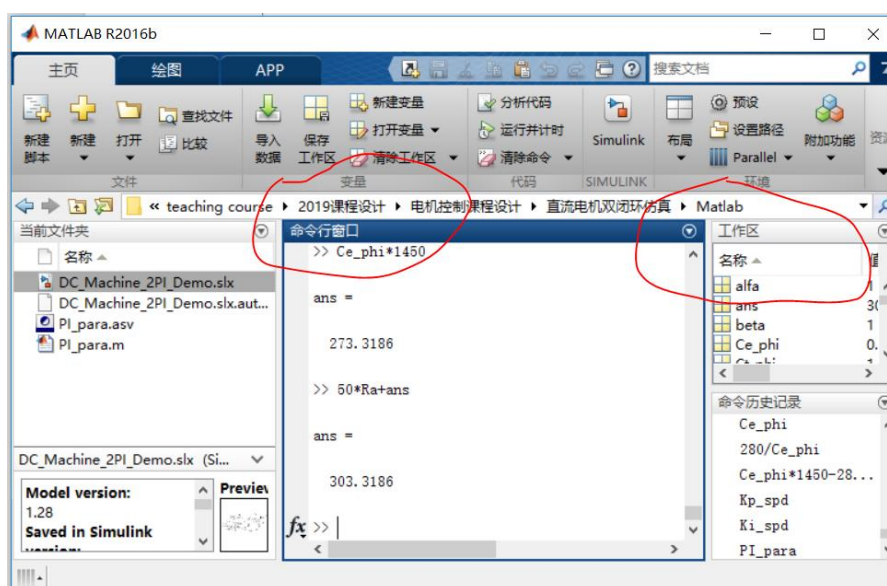 MATLAB R2016b
主页 绘图 APP 搜索文档
新建脚本 新建 打开 查找文件 比较 导入数据 保存工作区 新建变量 打开变量 清除工作区 分析代码 运行并计时 清除命令 Simulink 布局 预设 设置路径 Parallel 附加功能
文件 变量 代码 SIMULINK 环境
« teaching course 2019课程设计 电机控制课程设计 直流电机双闭环仿真 Matlab
当前文件夹
名称
DC_Machine_2PI_Demo.slx
DC_Machine_2PI_Demo.slx.aut...
PI_para.asv
PI_para.m
DC_Machine_2PI_Demo.slx (Si...
Model version:
1.28
Saved in Simulink
version:
命令行窗口
>> Ce_phi*1450
ans =
273.3186
>> 50*Ra+ans
ans =
303.3186
fx >>
工作区
名称 值
alfa 1
ans 30
beta 1
Ce_phi 0.
命令历史记录
Ce_phi
280/Ce_phi
Ce_phi*1450-28...
Kp_spd
Ki_spd
PI_para